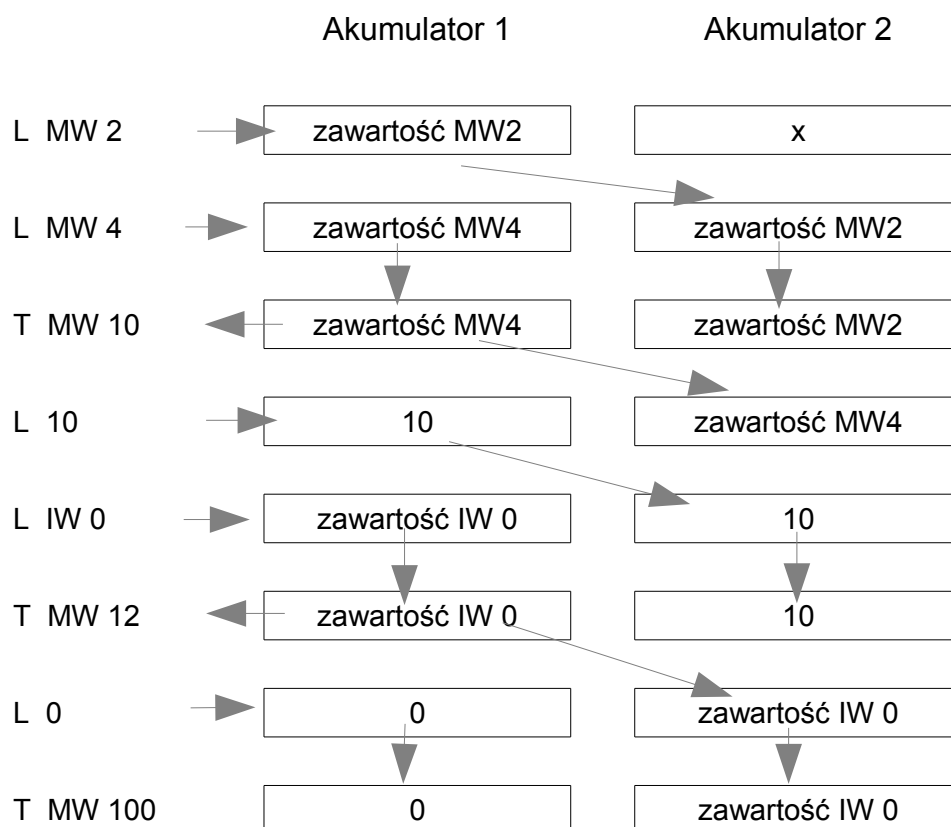 Akumulator 1 Akumulator 2
L MW 2 zawartość MW2 x
L MW 4 zawartość MW4 zawartość MW2
T MW 10 zawartość MW4 zawartość MW2
L 10 10 zawartość MW4
L IW 0 zawartość IW 0 10
T MW 12 zawartość IW 0 10
L 0 0 zawartość IW 0
T MW 100 0 zawartość IW 0